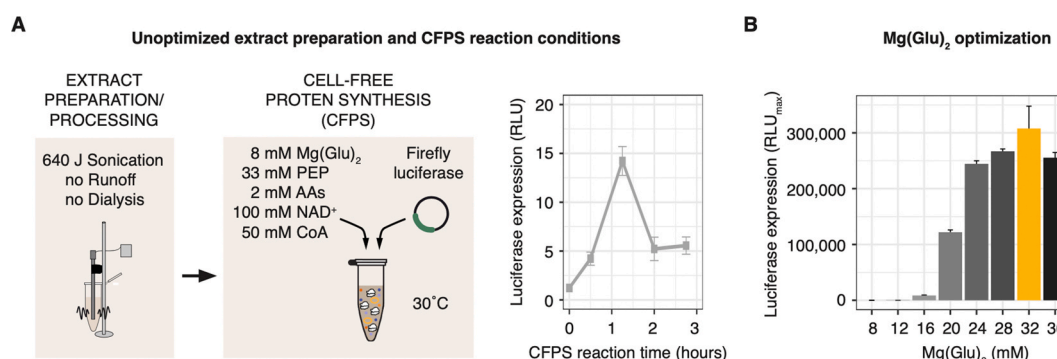 A
Unoptimized extract preparation and CFPS reaction conditions
EXTRACT
PREPARATION/
PROCESSING
640 J Sonication
no Runoff
no Dialysis
CELL-FREE
PROTEN SYNTHESIS
(CFPS)
8 mM Mg(Glu)₂
33 mM PEP
2 mM AAs
100 mM NAD⁺
50 mM CoA
Firefly
luciferase
30˚C
Luciferase expression (RLU)
20
15
10
5
0
0 1 2 3
CFPS reaction time (hours)
B
Mg(Glu)₂ optimization
Luciferase expression (RLUmax)
300,000
200,000
100,000
0
8 12 16 20 24 28 32
Mg(Glu)₂ (mM)